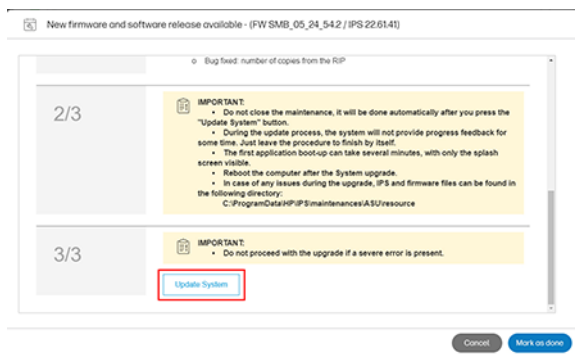 New firmware and software release available - (FW SMB_05_24_54.2 / IPS 22.61.41)
o Bug fixed: number of copies from the RIP
2/3
IMPORTANT:
• Do not close the maintenance, it will be done automatically after you press the
"Update System" button.
• During the update process, the system will not provide progress feedback for
some time. Just leave the procedure to finish by itself.
• The first application boot-up can take several minutes, with only the splash
screen visible.
• Reboot the computer after the System upgrade.
• In case of any issues during the upgrade, IPS and firmware files can be found in
the following directory:
C:\ProgramData\HP\IPS\maintenances\ASU\resource
3/3
IMPORTANT:
• Do not proceed with the upgrade if a severe error is present.
Update System
Cancel
Mark as done